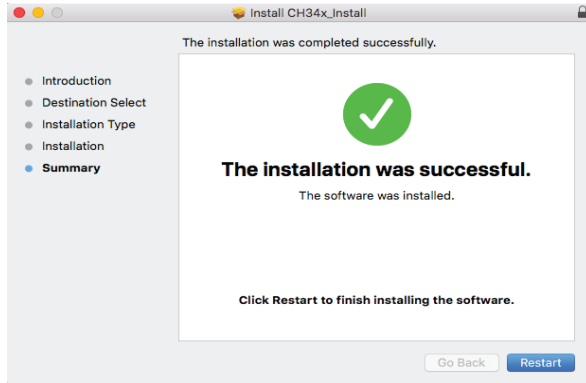 Install CH34x_Install
The installation was completed successfully.
Introduction
Destination Select
Installation Type
Installation
Summary
The installation was successful.
The software was installed.
Click Restart to finish installing the software.
Go Back
Restart